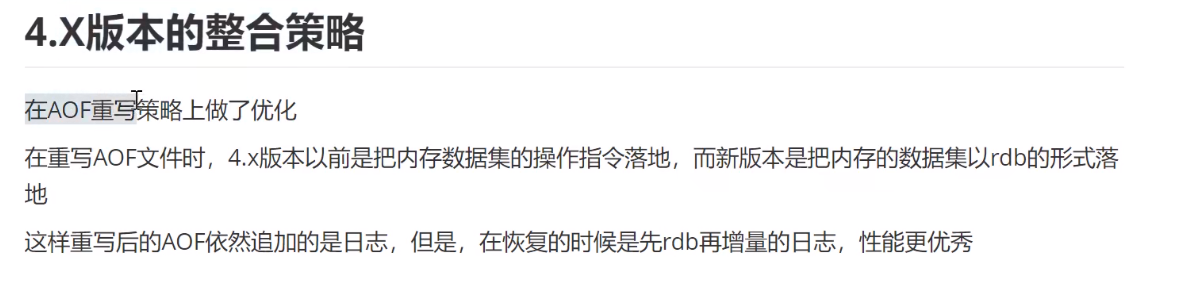 4.X版本的整合策略
在AOF重写策略上做了优化
在重写AOF文件时，4.x版本以前是把内存数据集的操作指令落地，而新版本是把内存的数据集以rdb的形式落
地
这样重写后的AOF依然追加的是日志，但是，在恢复的时候是先rdb再增量的日志，性能更优秀